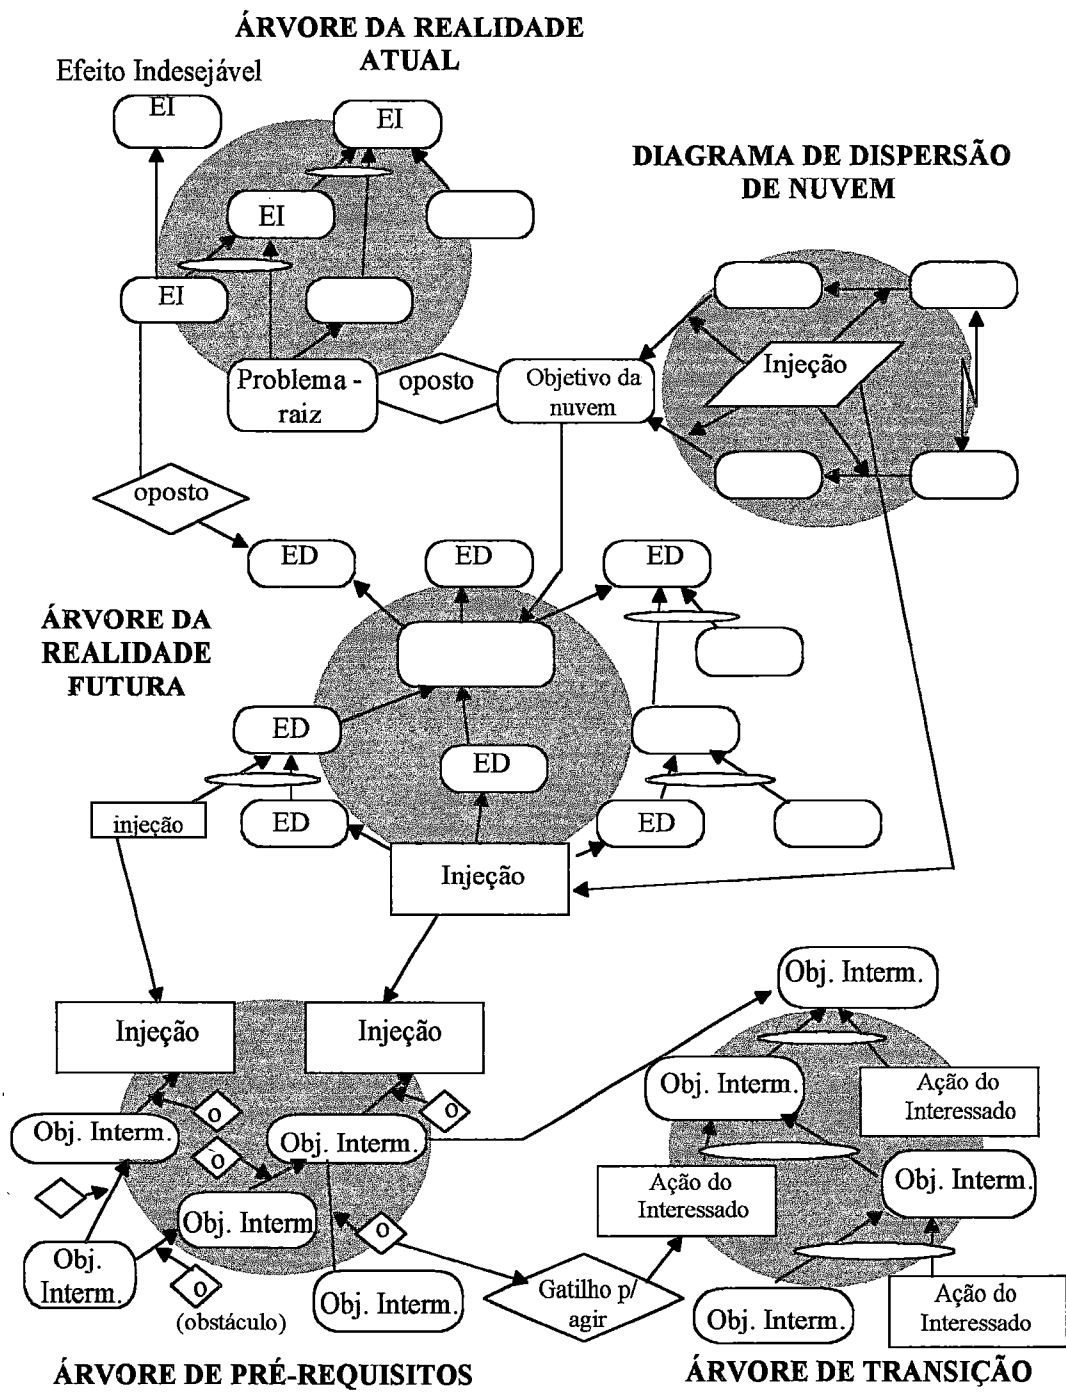 ÁRVORE DA REALIDADE
ATUAL
Efeito Indesejável
EI
EI
EI
EI
DIAGRAMA DE DISPERSÃO
DE NUVEM
Injeção
Problema -
raiz
oposto
Objetivo da
nuvem
oposto
ED
ED
ED
ÁRVORE DA
REALIDADE
FUTURA
ED
ED
injeção
ED
ED
Injeção
Obj. Interm.
Injeção
Injeção
Obj. Interm.
Ação do
Interessado
o
o
Obj. Interm.
Obj. Interm.
o
Ação do
Interessado
Obj. Interm.
Obj. Interm.
o
Obj.
Interm.
o
(obstáculo)
Obj. Interm.
Gatilho p/
agir
Obj. Interm.
Ação do
Interessado
ÁRVORE DE PRÉ-REQUISITOS
ÁRVORE DE TRANSIÇÃO